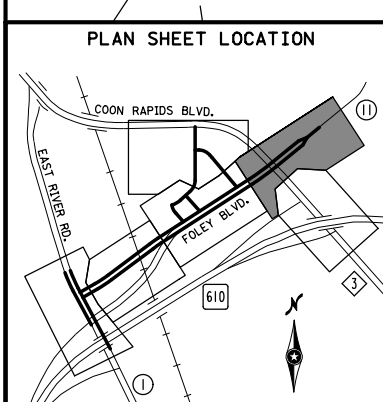 PLAN SHEET LOCATION
COON RAPIDS BLVD.
11
EAST RIVER RD.
FOLEY BLVD.
610
3
N
1